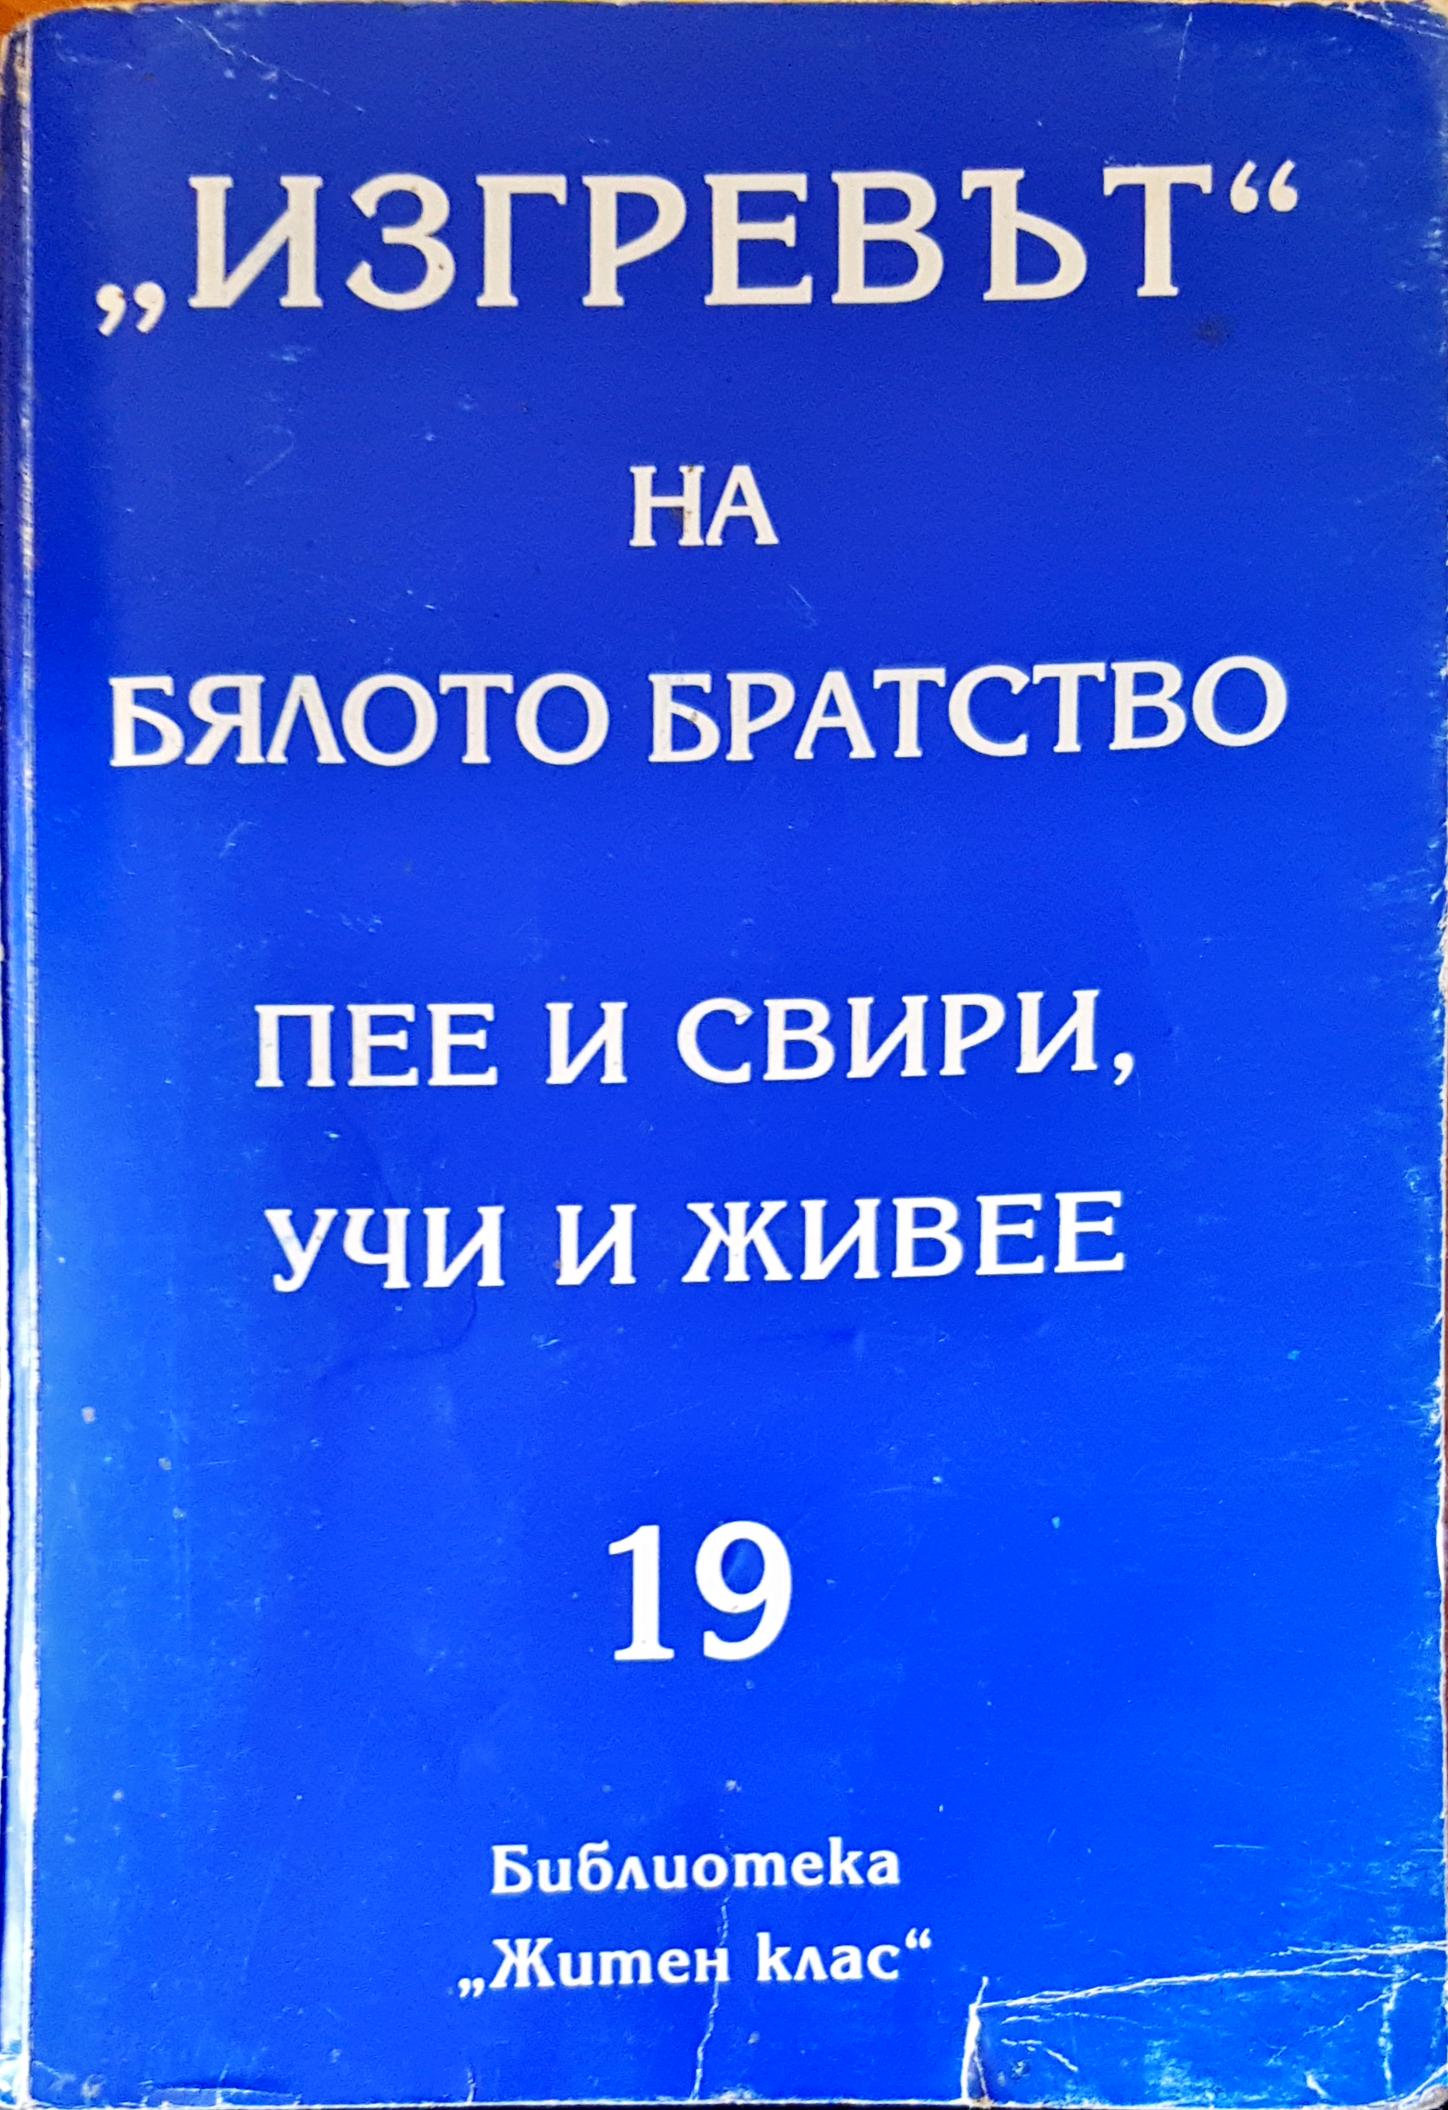 „ИЗГРЕВЪТ“
НА
БЯЛОТО БРАТСТВО
ПЕЕ И СВИРИ,
УЧИ И ЖИВЕЕ
19
Библиотека
„Житен клас“